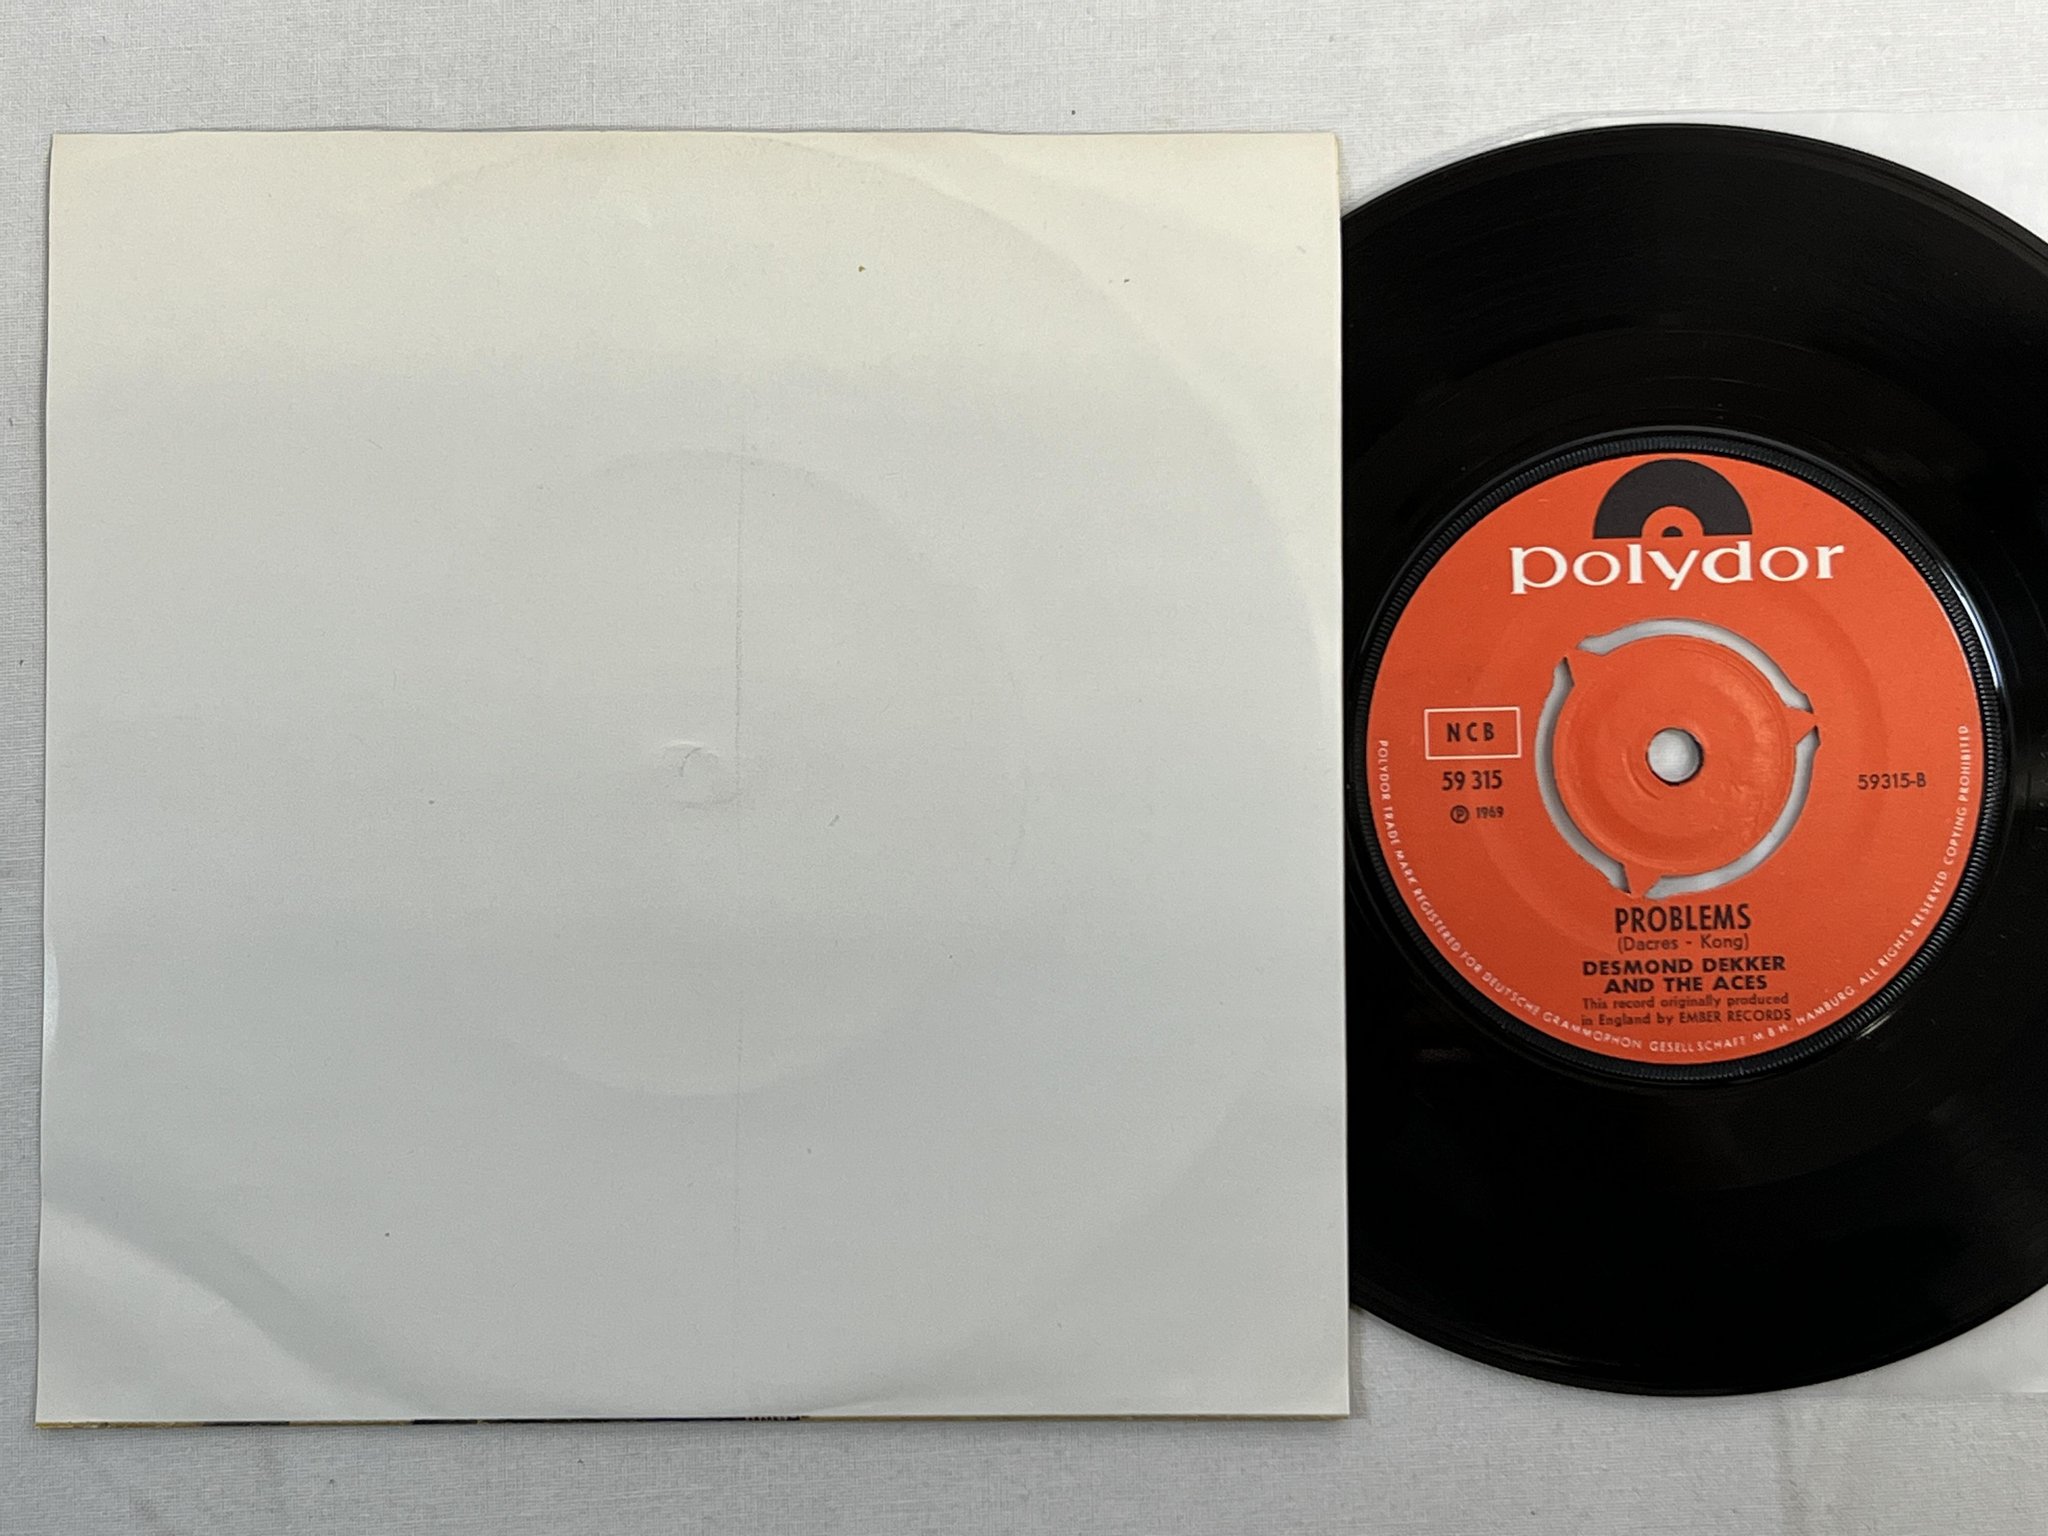 polydor
NCB
59 315
Ⓟ 1969
59315-B
PROBLEMS
(Dacres - Kong)
DESMOND DEKKER
AND THE ACES
This record originally produced
in England by EMBER RECORDS
POLYDOR TRADE MARK REGISTERED FOR DEUTSCHE GRAMMOPHON GESELLSCHAFT M.B.H. HAMBURG. ALL RIGHTS RESERVED. COPYING PROHIBITED